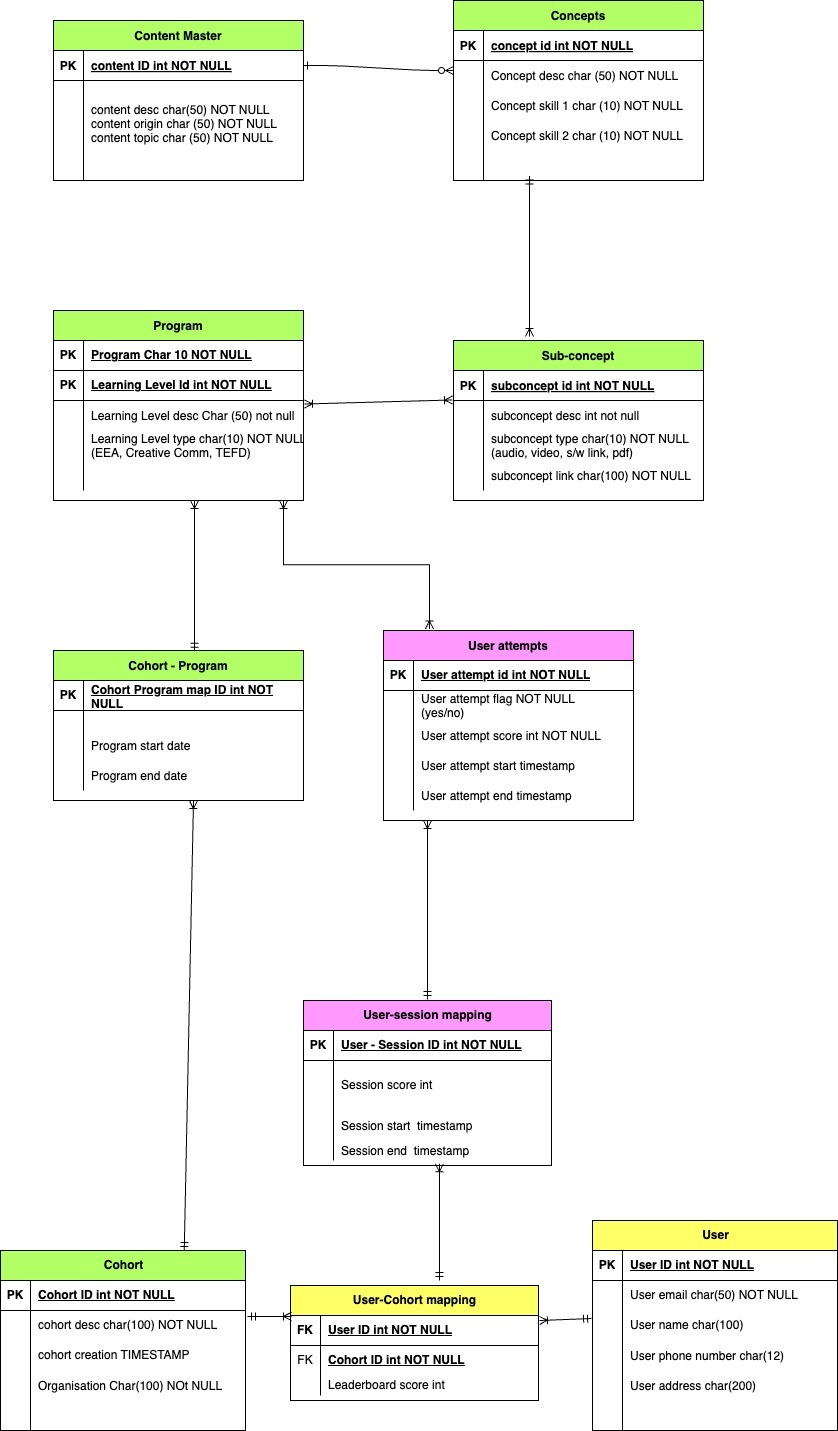 Content Master
PK content ID int NOT NULL
content desc char(50) NOT NULL
content origin char (50) NOT NULL
content topic char (50) NOT NULL
Concepts
PK concept id int NOT NULL
Concept desc char (50) NOT NULL
Concept skill 1 char (10) NOT NULL
Concept skill 2 char (10) NOT NULL
Program
PK Program Char 10 NOT NULL
PK Learning Level Id int NOT NULL
Learning Level desc Char (50) not null
Learning Level type char(10) NOT NULL
(EEA, Creative Comm, TEFD)
Sub-concept
PK subconcept id int NOT NULL
subconcept desc int not null
subconcept type char(10) NOT NULL
(audio, video, s/w link, pdf)
subconcept link char(100) NOT NULL
Cohort - Program
PK Cohort Program map ID int NOT
NULL
Program start date
Program end date
User attempts
PK User attempt id int NOT NULL
User attempt flag NOT NULL
(yes/no)
User attempt score int NOT NULL
User attempt start timestamp
User attempt end timestamp
User-session mapping
PK User - Session ID int NOT NULL
Session score int
Session start timestamp
Session end timestamp
Cohort
PK Cohort ID int NOT NULL
cohort desc char(100) NOT NULL
cohort creation TIMESTAMP
Organisation Char(100) NOt NULL
User-Cohort mapping
FK User ID int NOT NULL
FK Cohort ID int NOT NULL
Leaderboard score int
User
PK User ID int NOT NULL
User email char(50) NOT NULL
User name char(100)
User phone number char(12)
User address char(200)